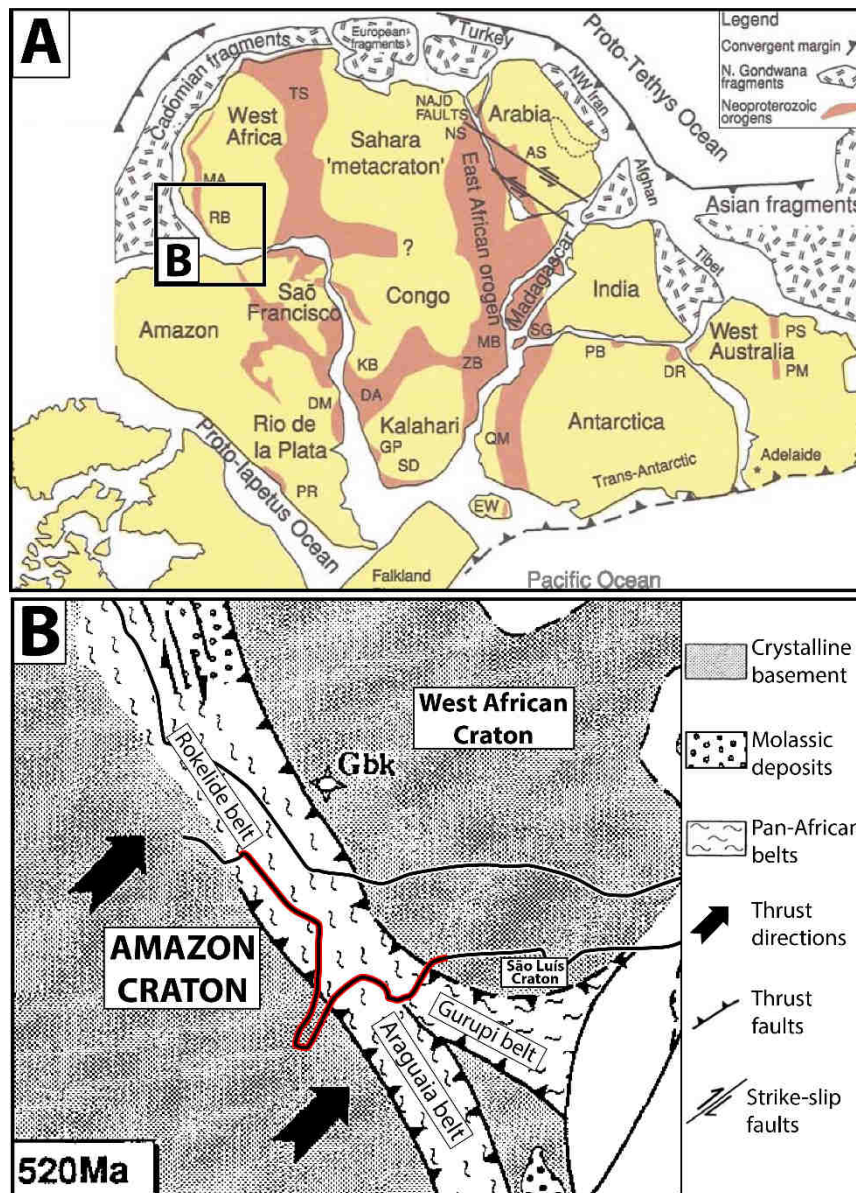 A
Cadomian fragments
European
fragments
Turkey
Proto-Tethys Ocean
Legend
Convergent margin
N. Gondwana
fragments
Neoproterozoic
orogens
TS
West
Africa
NAJD
FAULTS
NS
Arabia
NW Iran
Sahara
'metacraton'
AS
MA
RB
East African orogen
Afghan
Asian fragments
B
?
Madagascar
Tibet
Saõ
Francisco
Congo
India
Amazon
MB
SG
West
Australia
PS
PM
KB
ZB
PB
DR
DM
DA
Rio de
la Plata
Kalahari
GP
SD
QM
Antarctica
Adelaide
Trans-Antarctic
Proto-Iapetus Ocean
PR
EW
Falkland
Pacific Ocean
B
West African
Craton
Gbk
Rokelide belt
AMAZON
CRATON
São Luís
Craton
Gurupi belt
Araguaia belt
520Ma
Crystalline
basement
Molassic
deposits
Pan-African
belts
Thrust
directions
Thrust
faults
Strike-slip
faults